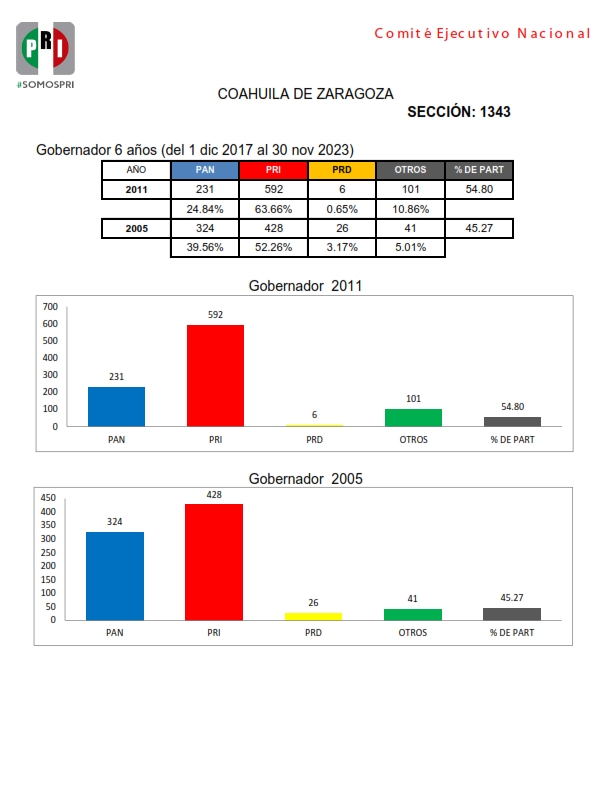 PRI
#SOMOSPRI
Comité Ejecutivo Nacional
COAHUILA DE ZARAGOZA
SECCIÓN: 1343
Gobernador 6 años (del 1 dic 2017 al 30 nov 2023)
AÑO PAN PRI PRD OTROS % DE PART
2011 231 592 6 101 54.80
24.84% 63.66% 0.65% 10.86%
2005 324 428 26 41 45.27
39.56% 52.26% 3.17% 5.01%
Gobernador 2011
700
600
500
400
300
200
100
0
231
592
6
101
54.80
PAN PRI PRD OTROS % DE PART
Gobernador 2005
450
400
350
300
250
200
150
100
50
0
324
428
26
41
45.27
PAN PRI PRD OTROS % DE PART